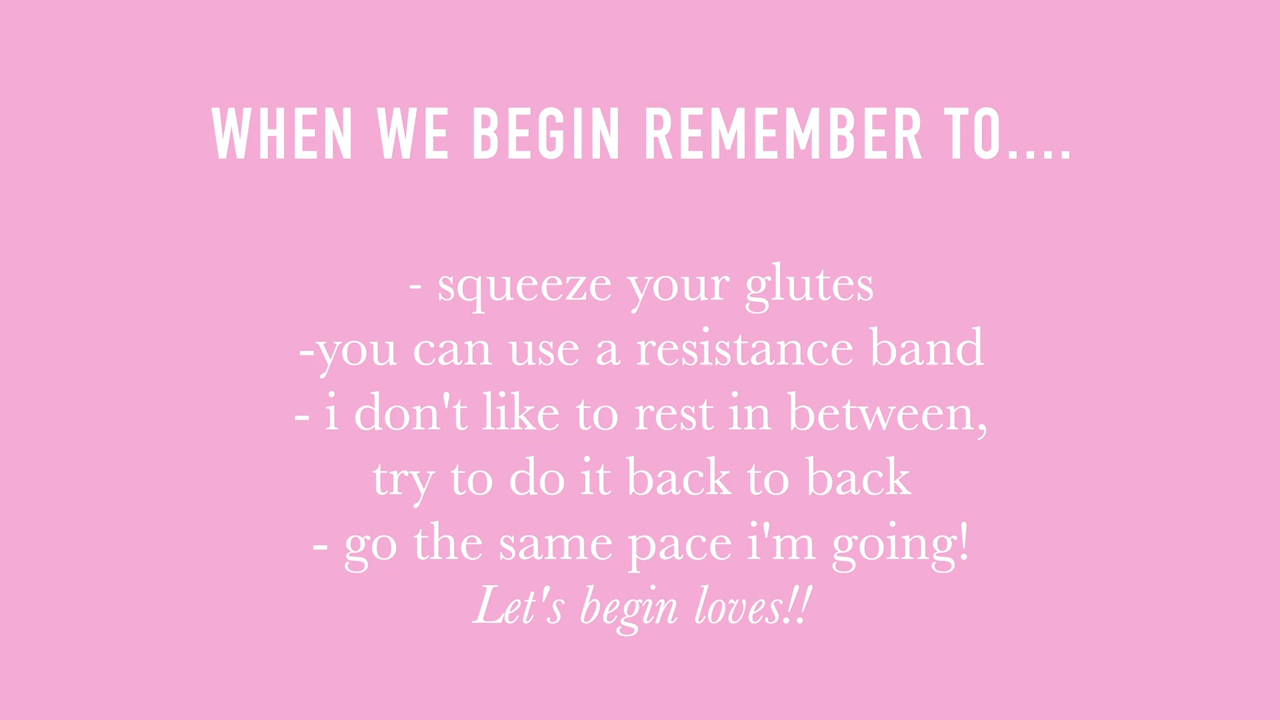 WHEN WE BEGIN REMEMBER TO....
- squeeze your glutes
-you can use a resistance band
- i don't like to rest in between,
try to do it back to back
- go the same pace i'm going!
Let's begin loves!!